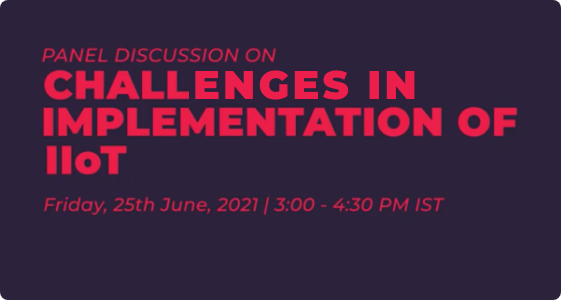 PANEL DISCUSSION ON
CHALLENGES IN
IMPLEMENTATION OF
IIoT
Friday, 25th June, 2021 | 3:00 - 4:30 PM IST